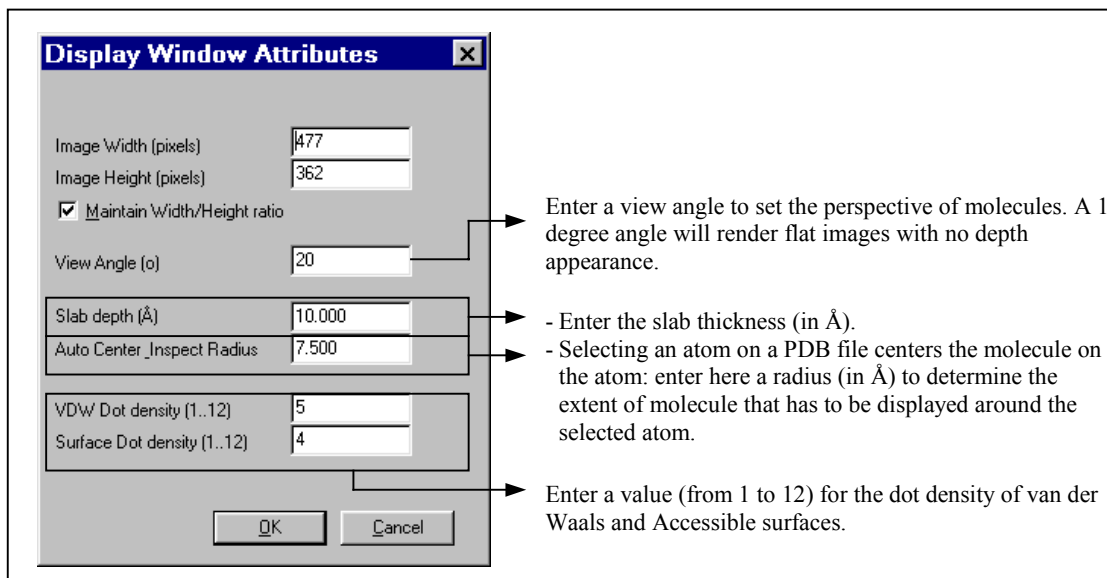 Display Window Attributes
Image Width (pixels) 477
Image Height (pixels) 362
Maintain Width/Height ratio
View Angle (o) 20
Enter a view angle to set the perspective of molecules. A 1
degree angle will render flat images with no depth
appearance.
Slab depth (Å) 10.000
Auto Center_Inspect Radius 7.500
- Enter the slab thickness (in Å).
- Selecting an atom on a PDB file centers the molecule on
the atom: enter here a radius (in Å) to determine the
extent of molecule that has to be displayed around the
selected atom.
VDW Dot density (1..12) 5
Surface Dot density (1..12) 4
Enter a value (from 1 to 12) for the dot density of van der
Waals and Accessible surfaces.
OK Cancel